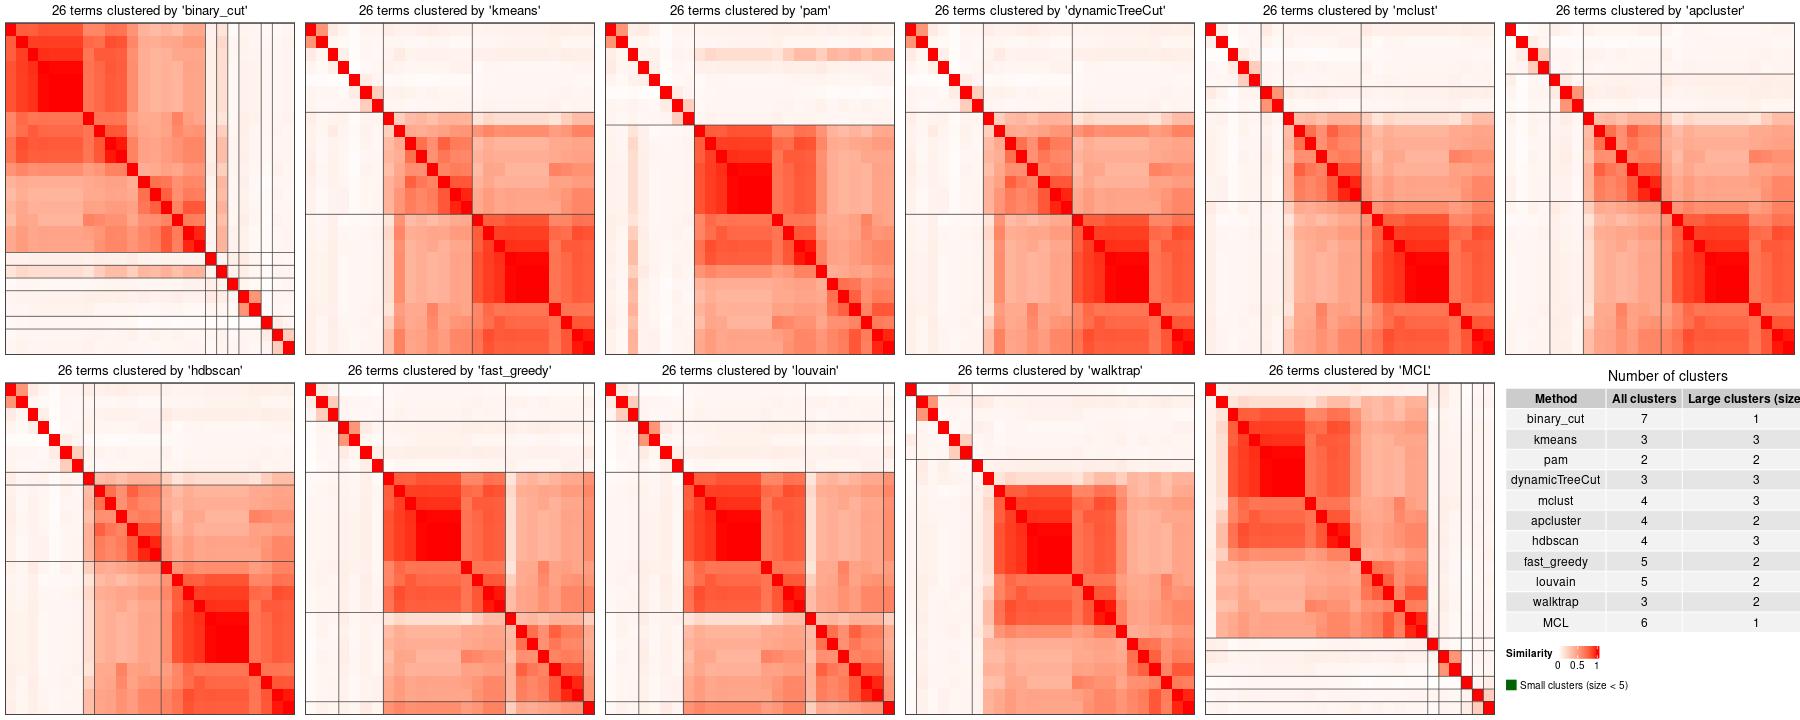 26 terms clustered by 'binary_cut'
26 terms clustered by 'kmeans'
26 terms clustered by 'pam'
26 terms clustered by 'dynamicTreeCut'
26 terms clustered by 'mclust'
26 terms clustered by 'apcluster'
26 terms clustered by 'hdbscan'
26 terms clustered by 'fast_greedy'
26 terms clustered by 'louvain'
26 terms clustered by 'walktrap'
26 terms clustered by 'MCL'
Number of clusters
Method All clusters Large clusters (size
binary_cut 7 1
kmeans 3 3
pam 2 2
dynamicTreeCut 3 3
mclust 4 3
apcluster 4 2
hdbscan 4 3
fast_greedy 5 2
louvain 5 2
walktrap 3 2
MCL 6 1
Similarity
0 0.5 1
Small clusters (size < 5)